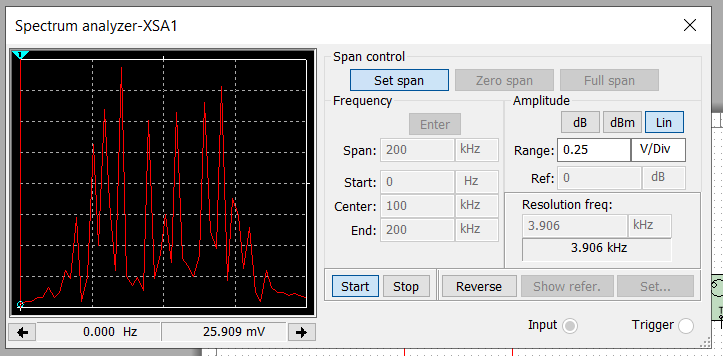 Spectrum analyzer-XSA1
1
Span control
Set span Zero span Full span
Frequency
Enter
Span: 200 kHz
Start: 0 Hz
Center: 100 kHz
End: 200 kHz
Amplitude
dB dBm Lin
Range: 0.25 V/Div
Ref: 0 dB
Resolution freq:
3.906 kHz
3.906 kHz
Start Stop Reverse Show refer. Set...
0.000 Hz 25.909 mV
Input Trigger